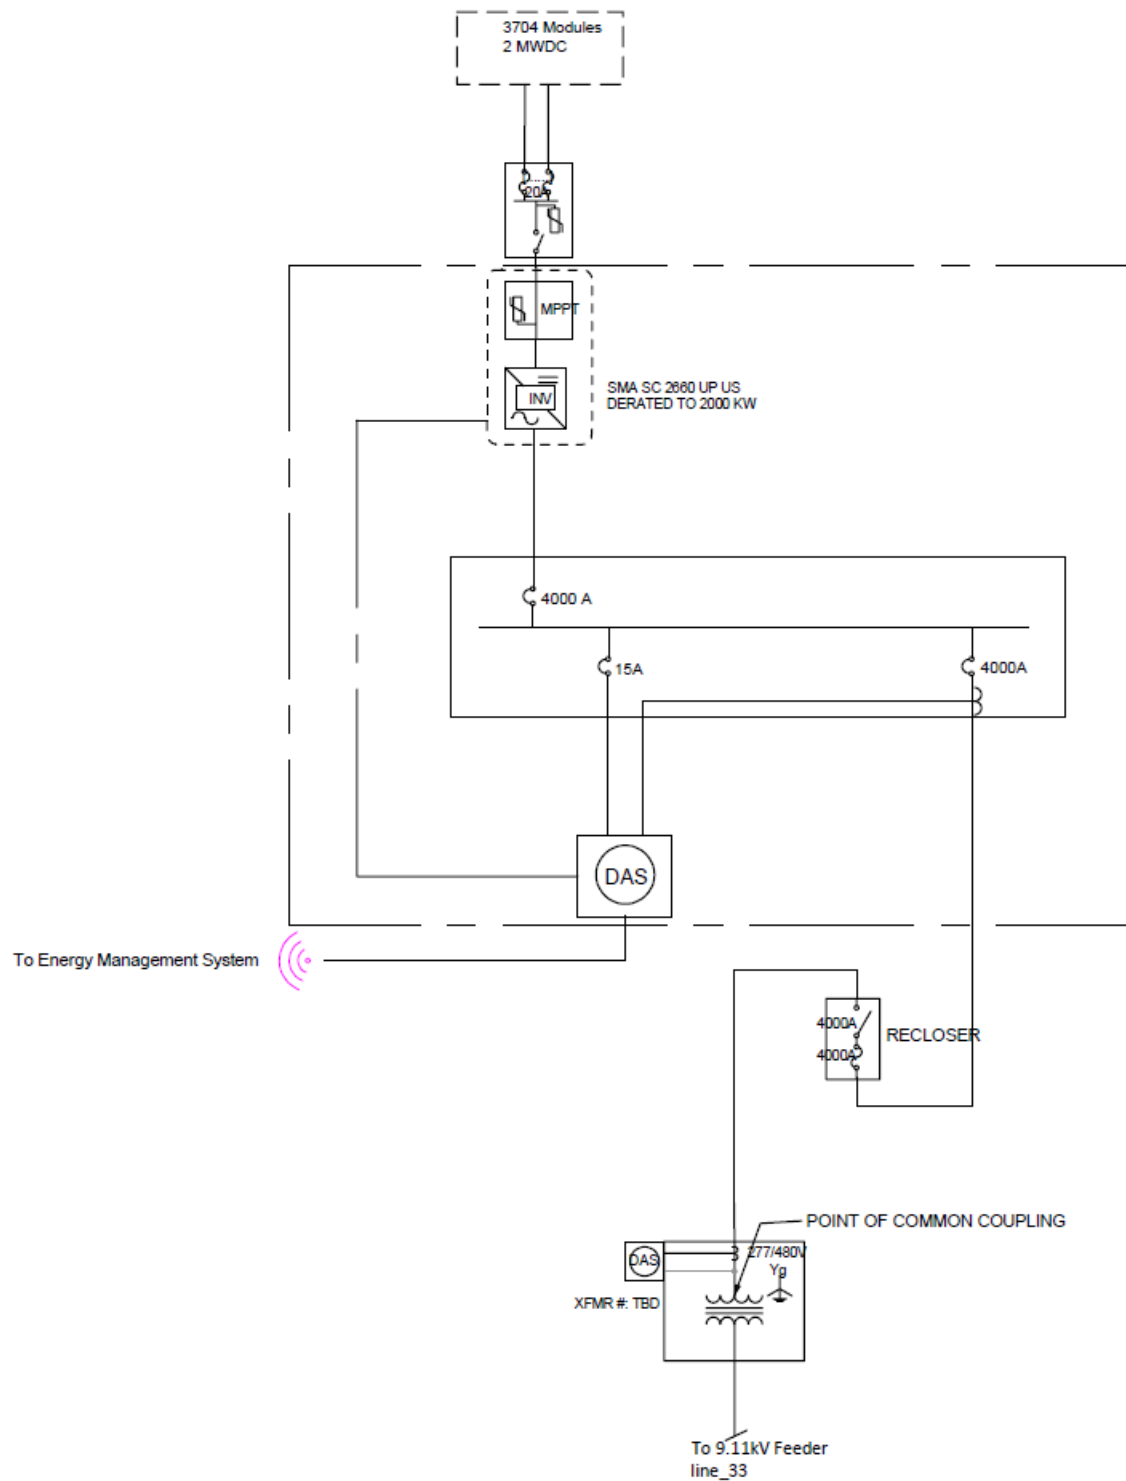 3704 Modules
2 MWDC
20A
MPPT
INV
SMA SC 2660 UP US
DERATED TO 2000 KW
4000 A
15A
4000A
DAS
To Energy Management System
4000A
RECLOSER
4000A
POINT OF COMMON COUPLING
277/480V
DAS
Yg
XFMR #: TBD
To 9.11kV Feeder
line_33